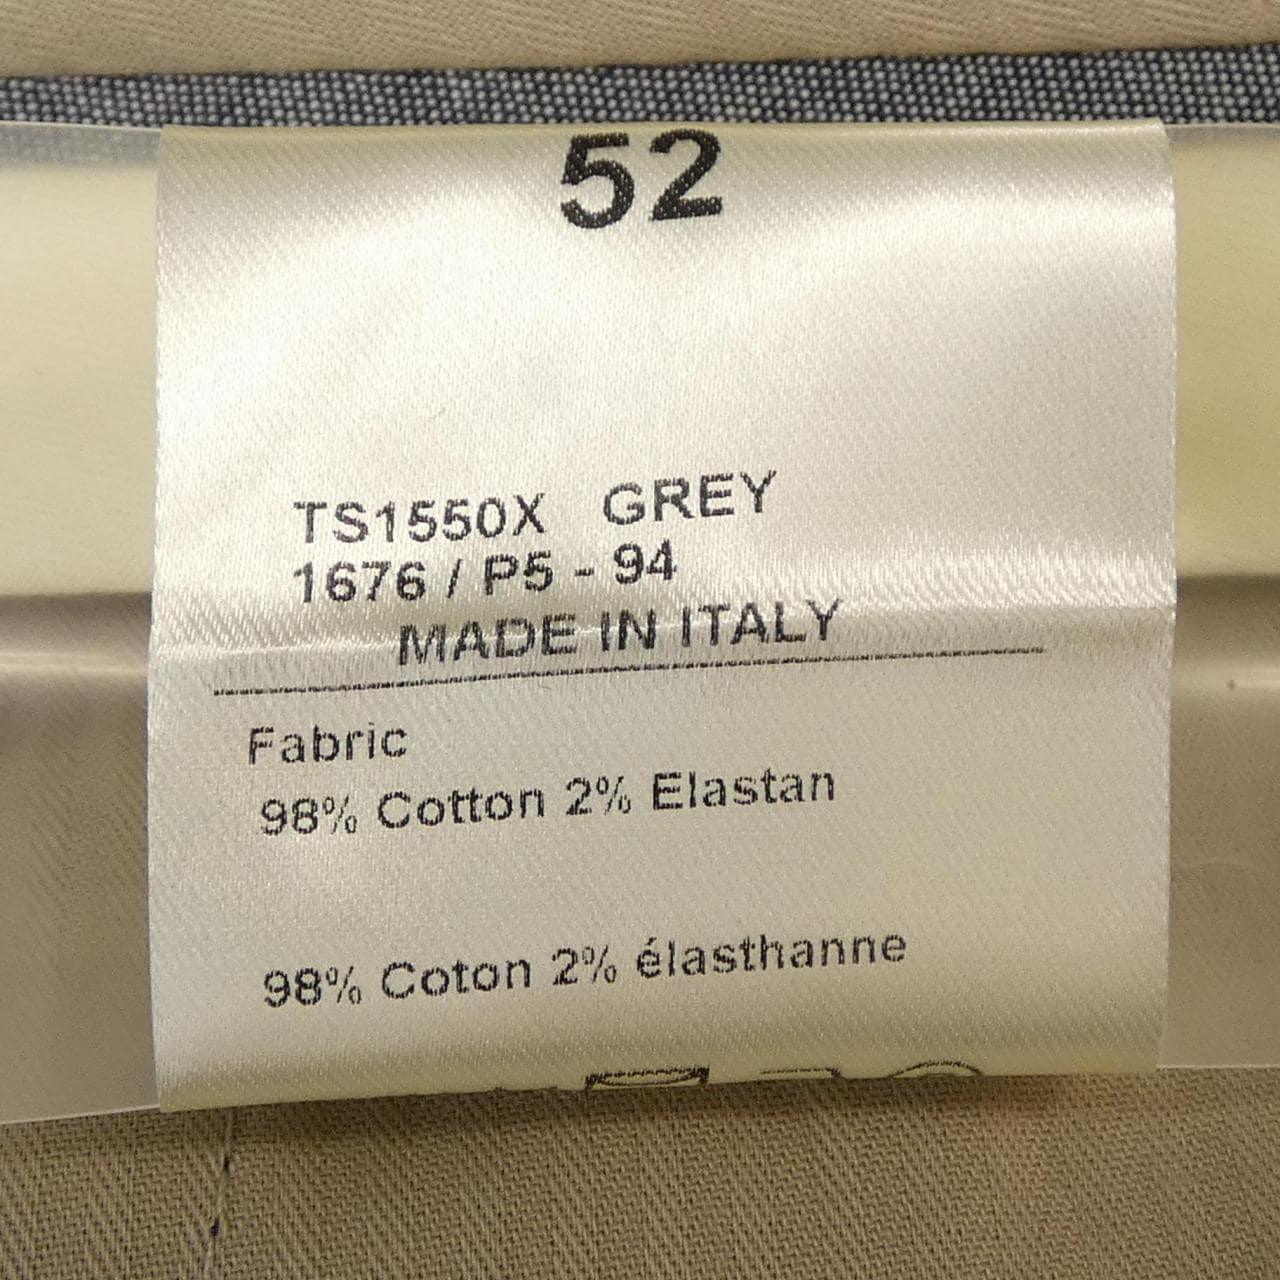 52
TS1550X GREY
1676 / P5 - 94
MADE IN ITALY
Fabric
98% Cotton 2% Elastan
98% Coton 2% élasthanne